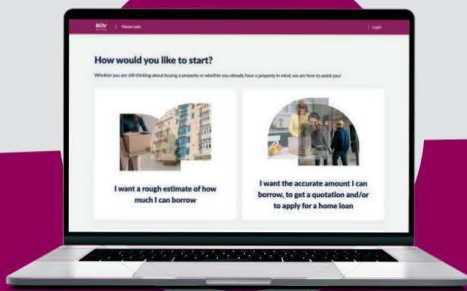 BOV | Home Loan
| Login
How would you like to start?
Whether you are still thinking about buying a property or whether you already have a property in mind, we are here to assist you!
I want a rough estimate of how
much I can borrow
I want the accurate amount I can
borrow, to get a quotation and/or
to apply for a home loan